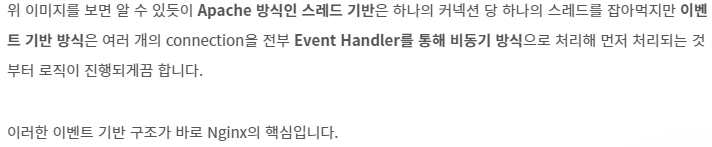 위 이미지를 보면 알 수 있듯이 Apache 방식인 스레드 기반은 하나의 커넥션 당 하나의 스레드를 잡아먹지만 이벤
트 기반 방식은 여러 개의 connection을 전부 Event Handler를 통해 비동기 방식으로 처리해 먼저 처리되는 것
부터 로직이 진행되게끔 합니다.
이러한 이벤트 기반 구조가 바로 Nginx의 핵심입니다.